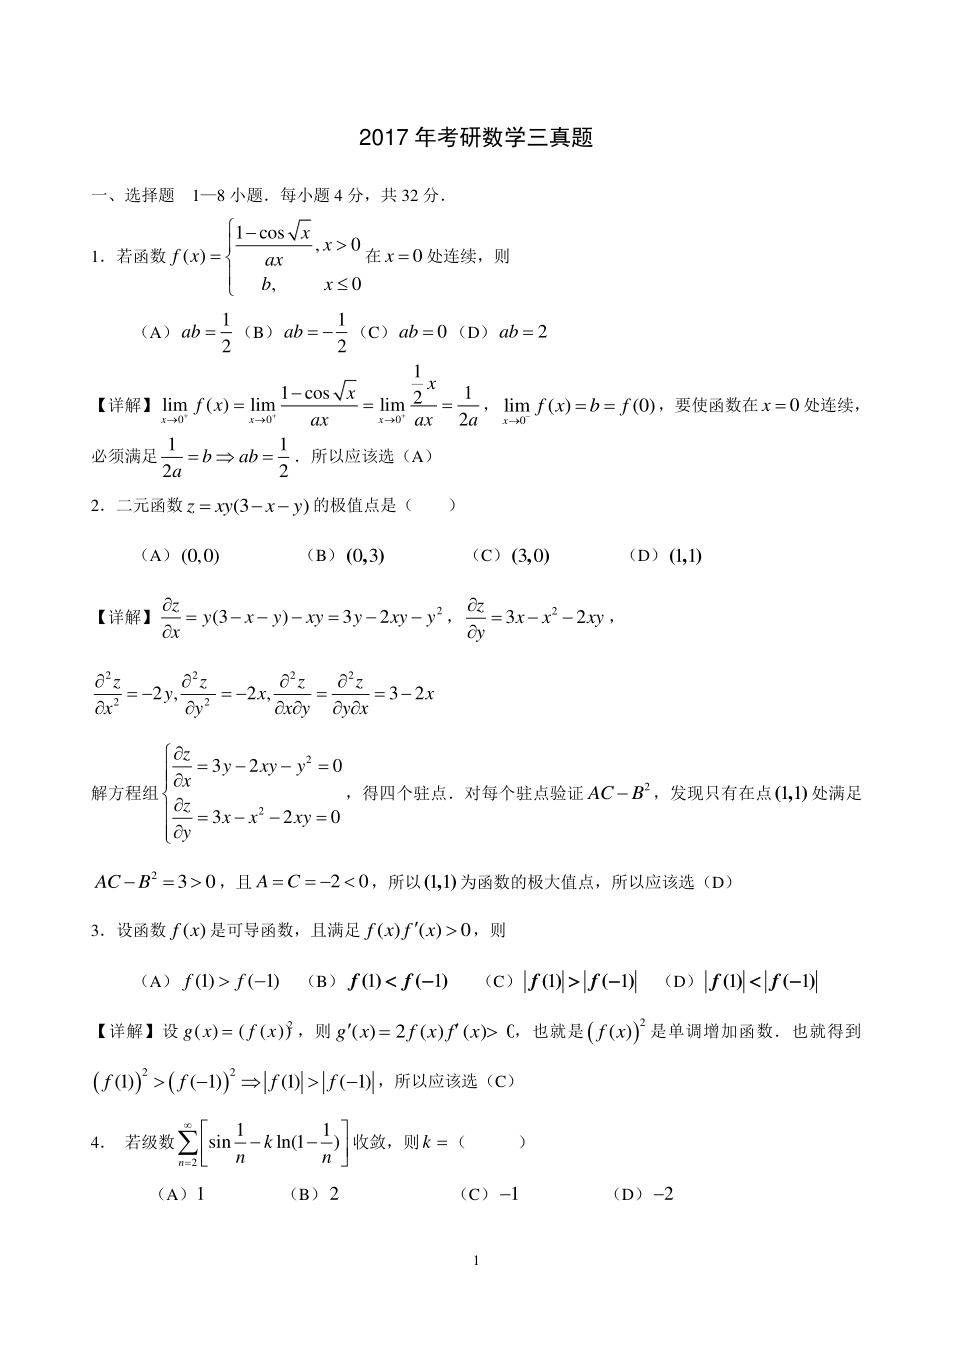 2017 年考研数学三真题
一、选择题　1—8 小题．每小题 4 分，共 32 分．
1．若函数 f(x) = { (1−cos √x)/(ax), x > 0; b, x ≤ 0 在 x = 0 处连续，则
（A）ab = 1/2（B）ab = −1/2（C）ab = 0（D）ab = 2
【详解】lim_{x→0⁺} f(x) = lim_{x→0⁺} (1−cos √x)/(ax) = lim_{x→0⁺} (1/2 x)/(ax) = 1/(2a)，lim_{x→0⁻} f(x) = b = f(0)，要使函数在 x = 0 处连续，
必须满足 1/(2a) = b ⇒ ab = 1/2．所以应该选（A）
2．二元函数 z = xy(3−x−y) 的极值点是（　　）
（A）(0,0)　（B）(0,3)　（C）(3,0)　（D）(1,1)
【详解】∂z/∂x = y(3−x−y)−xy = 3y−2xy−y²，∂z/∂y = 3x−x²−2xy，
∂²z/∂x² = −2y, ∂²z/∂y² = −2x, ∂²z/∂x∂y = ∂²z/∂y∂x = 3−2x
解方程组 { ∂z/∂x = 3y−2xy−y² = 0; ∂z/∂y = 3x−x²−2xy = 0，得四个驻点．对每个驻点验证 AC−B²，发现只有在点 (1,1) 处满足
AC−B² = 3 > 0，且 A = C = −2 < 0，所以 (1,1) 为函数的极大值点，所以应该选（D）
3．设函数 f(x) 是可导函数，且满足 f(x)f′(x) > 0，则
（A）f(1) > f(−1)　（B）f(1) < f(−1)　（C）|f(1)| > |f(−1)|　（D）|f(1)| < |f(−1)|
【详解】设 g(x) = (f(x))²，则 g′(x) = 2f(x)f′(x) > 0，也就是 (f(x))² 是单调增加函数．也就得到
(f(1))² > (f(−1))² ⇒ |f(1)| > |f(−1)|，所以应该选（C）
4．　若级数 ∑_{n=2}^{∞} [sin 1/n − k ln(1− 1/n)] 收敛，则 k =（　　）
（A）1　（B）2　（C）−1　（D）−2
1